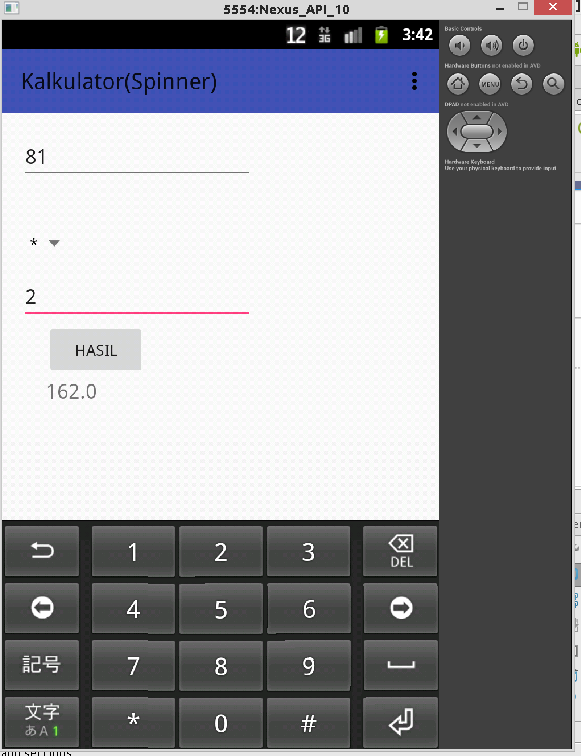 5554:Nexus_API_10
12 3G 3:42
Kalkulator(Spinner)
81
*
2
HASIL
162.0
1 2 3 DEL
4 5 6
記号 7 8 9
文字 あA1 * 0 #
Basic Controls
Hardware Buttons not enabled in AVD
MENU
DPAD not enabled in AVD
Hardware Keyboard
Use your physical keyboard to provide input